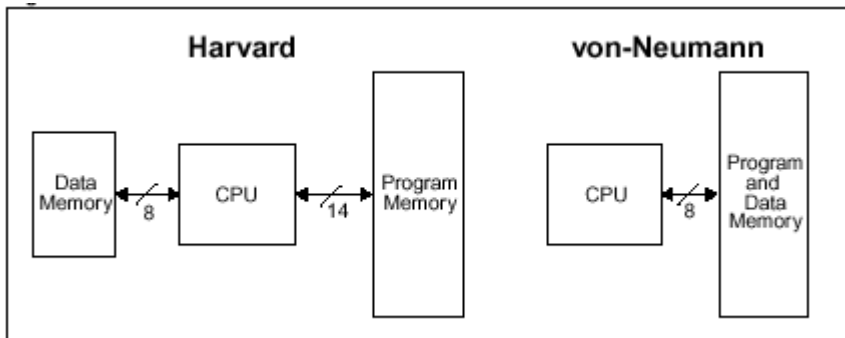 Harvard
von-Neumann
Data
Memory
8
CPU
14
Program
Memory
CPU
8
Program
and
Data
Memory